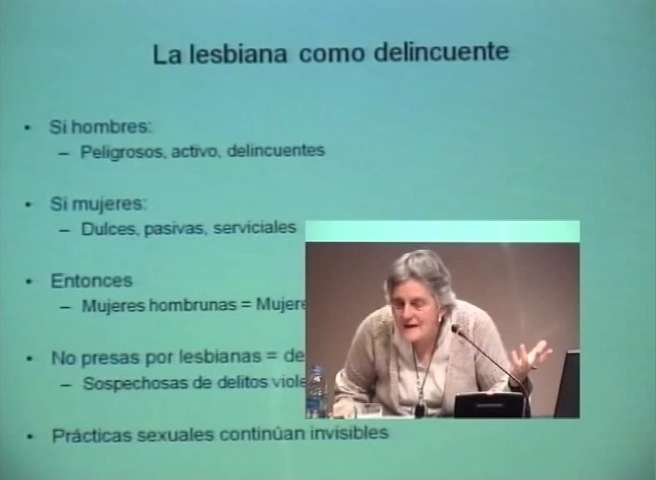 La lesbiana como delincuente
• Si hombres:
– Peligrosos, activo, delincuentes
• Si mujeres:
– Dulces, pasivas, serviciales
• Entonces
– Mujeres hombrunas = Mujere
• No presas por lesbianas = de
– Sospechosas de delitos viole
• Prácticas sexuales continúan invisibles